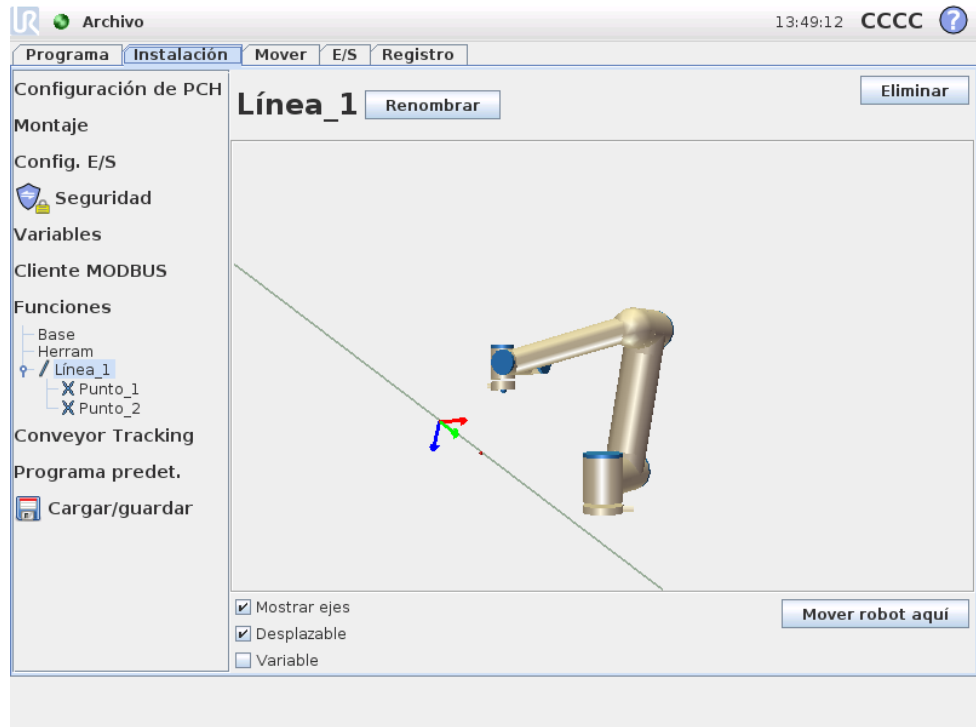 UR Archivo 13:49:12 CCCC ?
Programa Instalación Mover E/S Registro
Configuración de PCH
Montaje
Config. E/S
Seguridad
Variables
Cliente MODBUS
Funciones
Base
Herram
Línea_1
Punto_1
Punto_2
Conveyor Tracking
Programa predet.
Cargar/guardar
Línea_1 Renombrar Eliminar
Mostrar ejes
Desplazable
Variable
Mover robot aquí